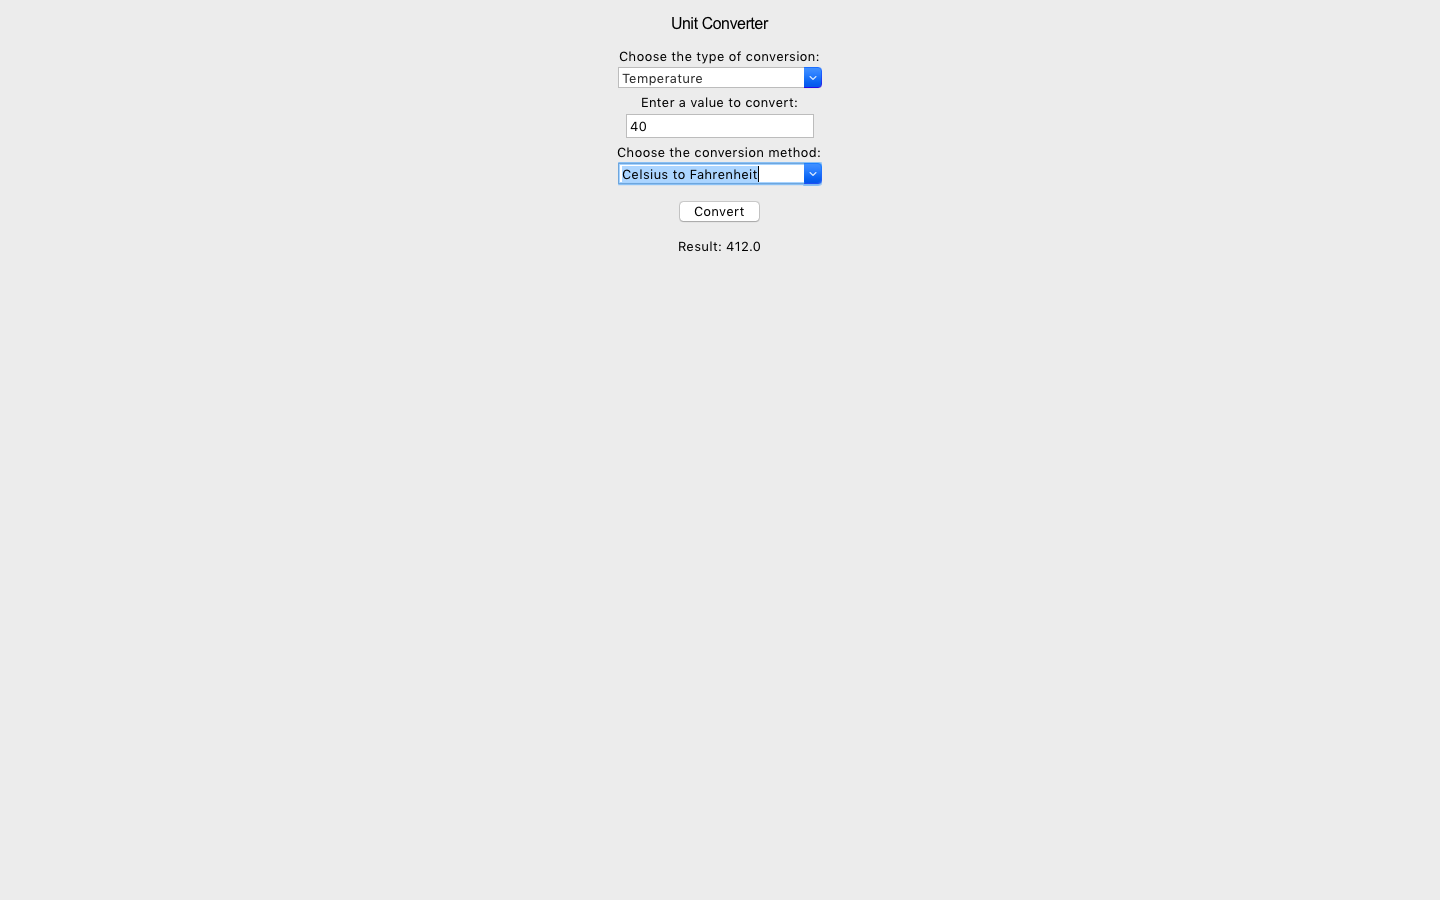 Unit Converter
Choose the type of conversion:
Temperature
Enter a value to convert:
40
Choose the conversion method:
Celsius to Fahrenheit
Convert
Result: 412.0